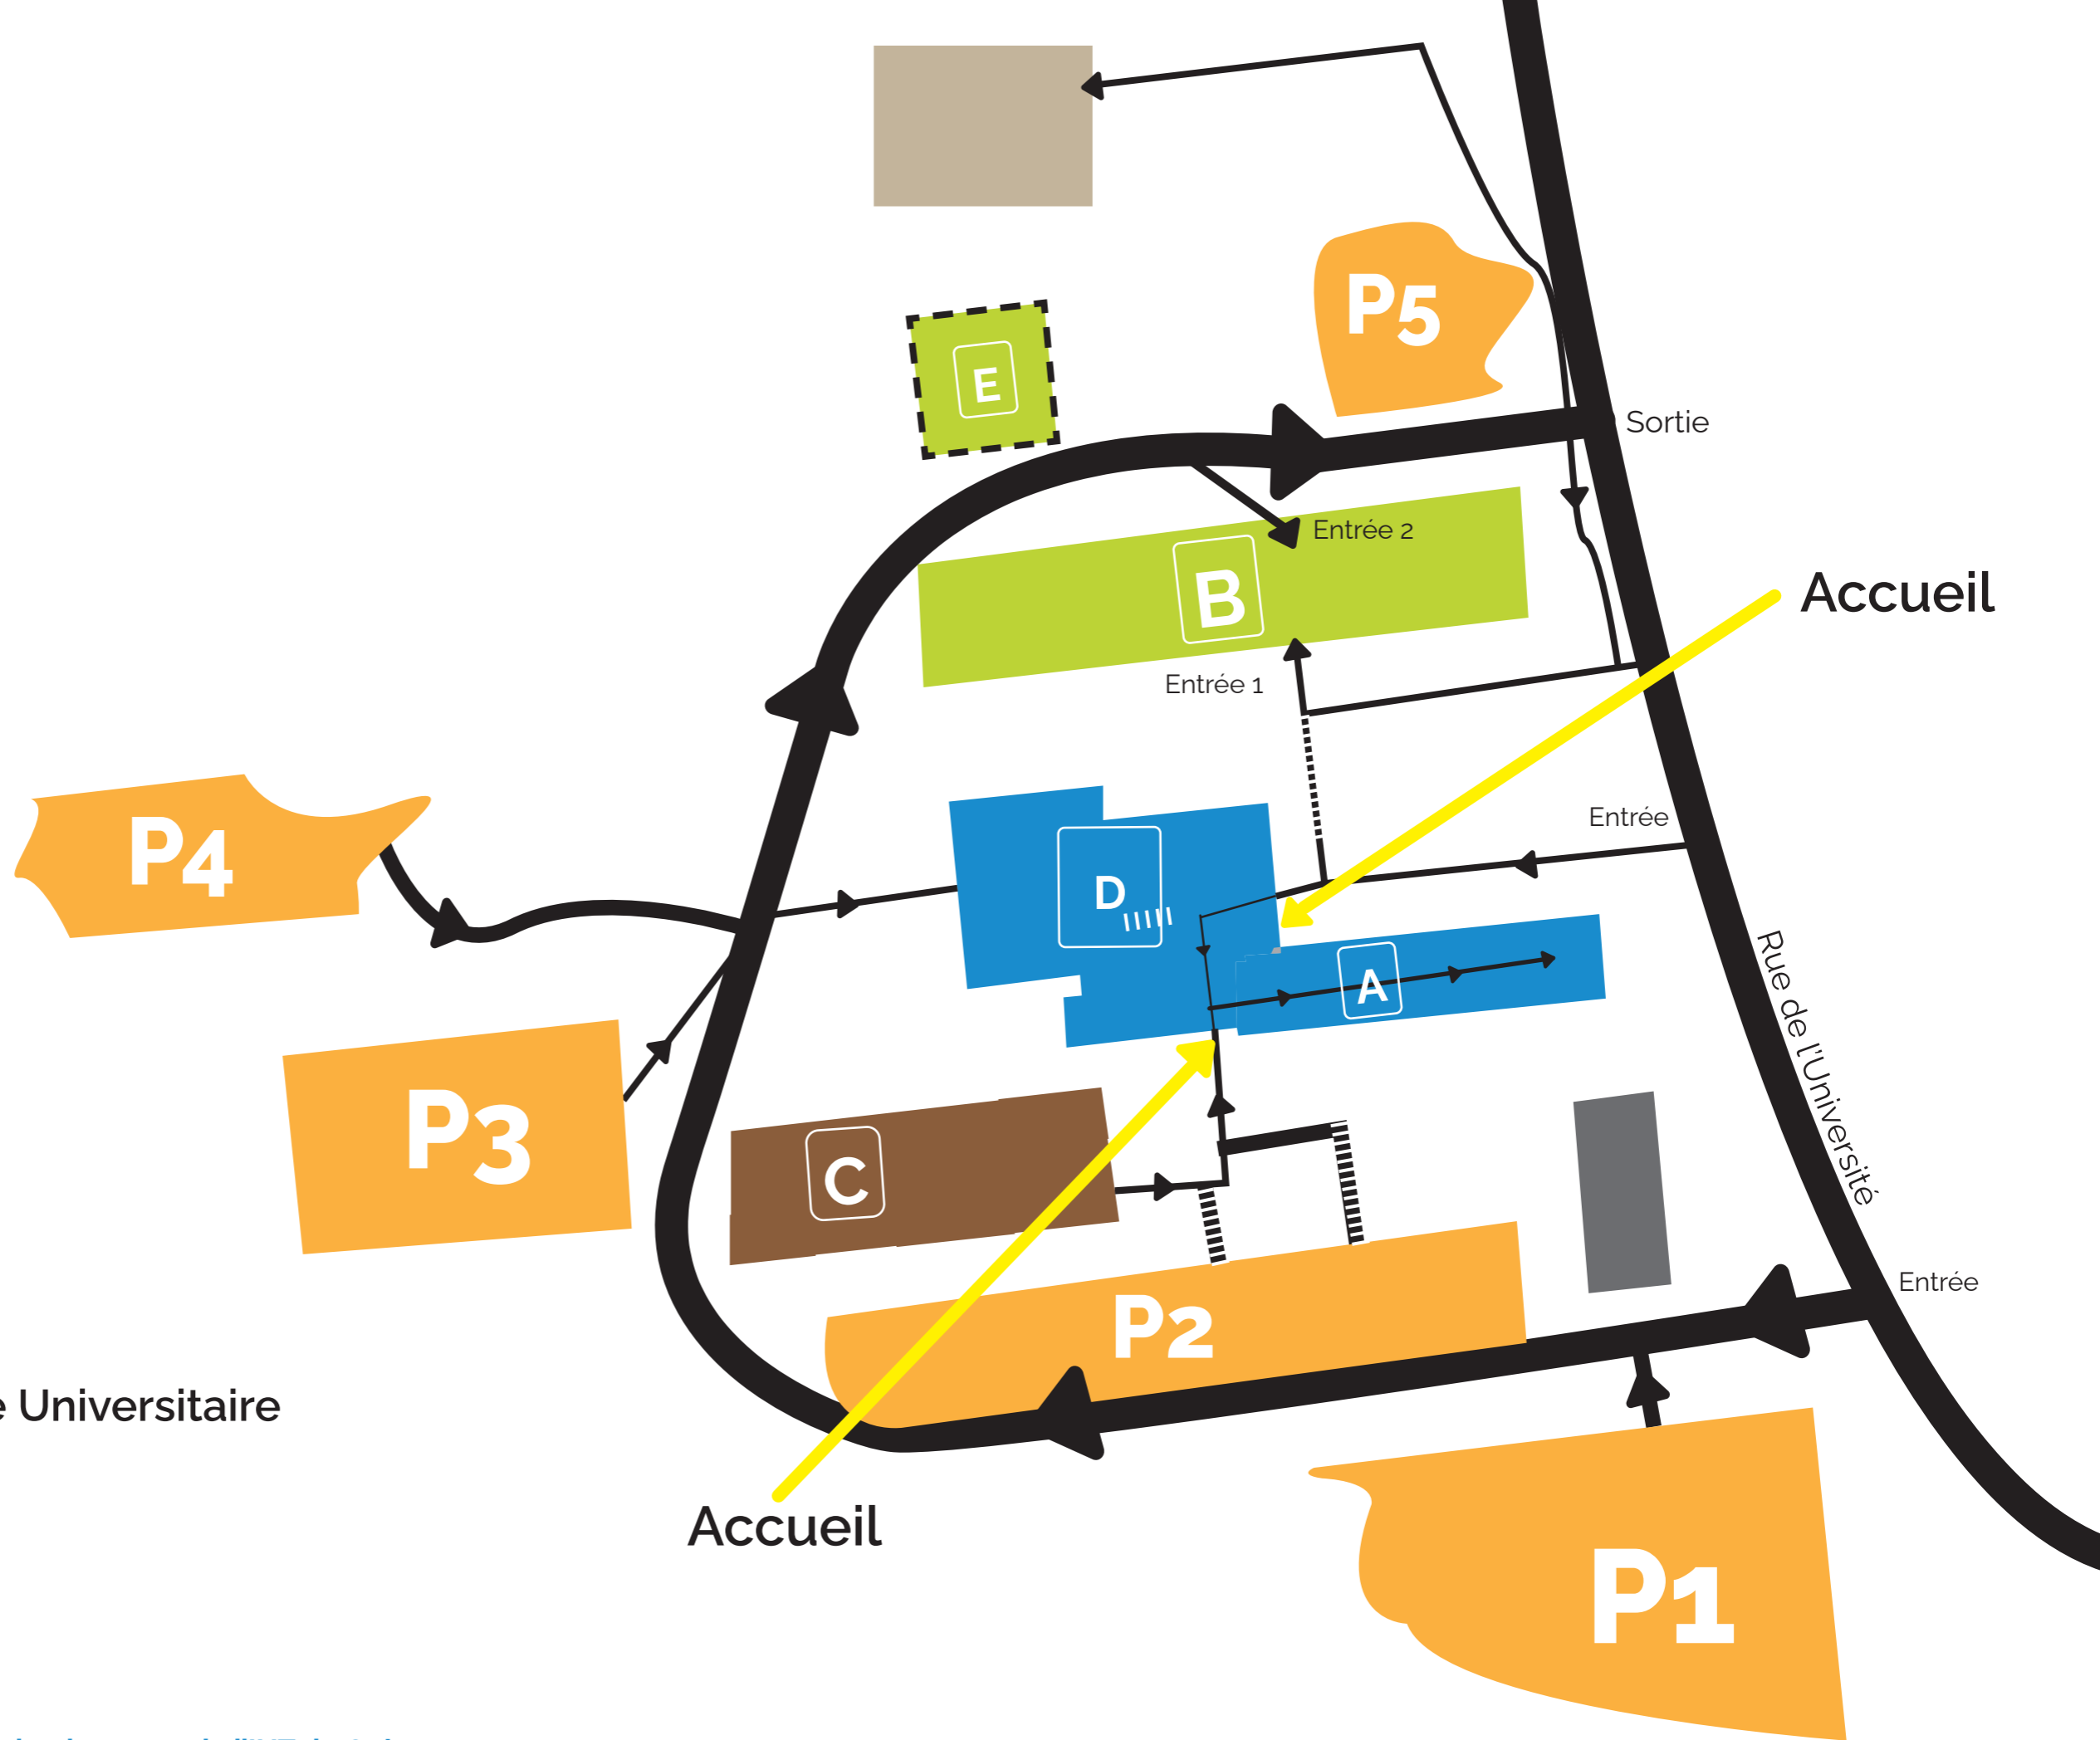 P5
E
Sortie
Entrée 2
B
Accueil
Entrée 1
Entrée
P4
D
A
Rue de l'Université
P3
C
Entrée
P2
Universitaire
Accueil
P1